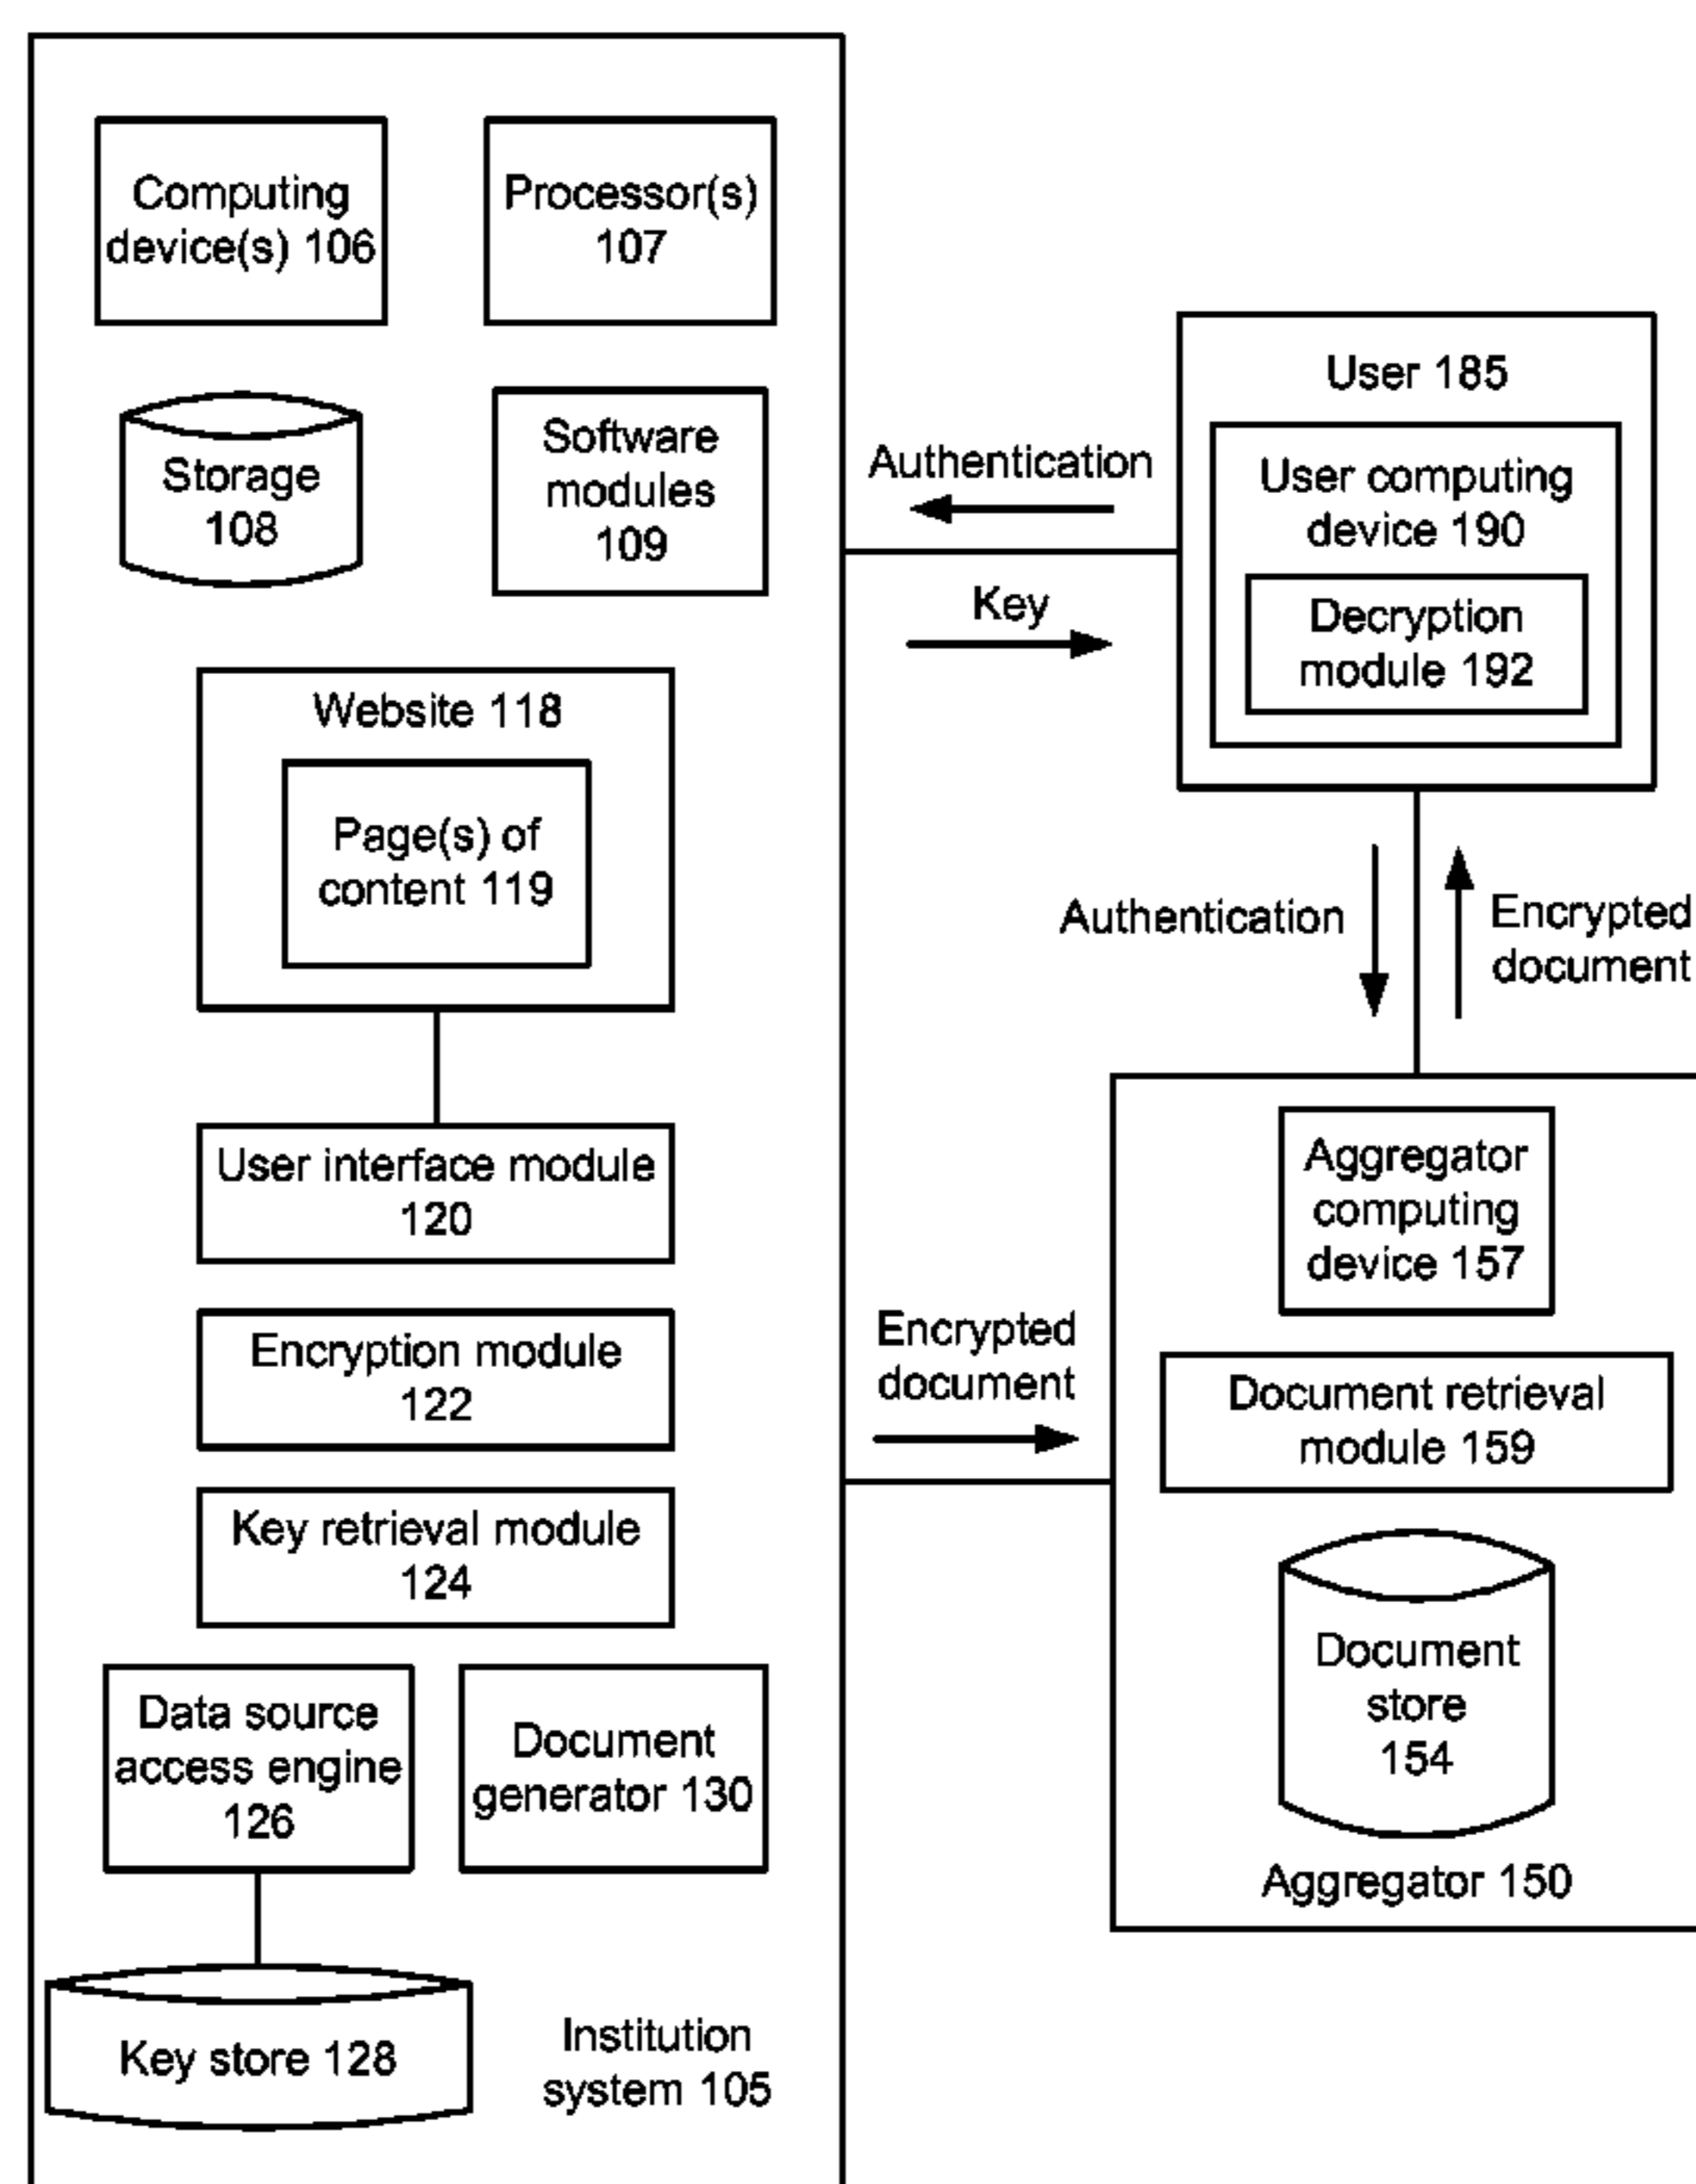 Computing
device(s) 106
Processor(s)
107
Storage
108
Software
modules
109
Website 118
Page(s) of
content 119
User interface module
120
Encryption module
122
Key retrieval module
124
Data source
access engine
126
Document
generator 130
Key store 128
Institution
system 105
Authentication
Key
User 185
User computing
device 190
Decryption
module 192
Authentication
Encrypted
document
Encrypted
document
Aggregator
computing
device 157
Document retrieval
module 159
Document
store
154
Aggregator 150